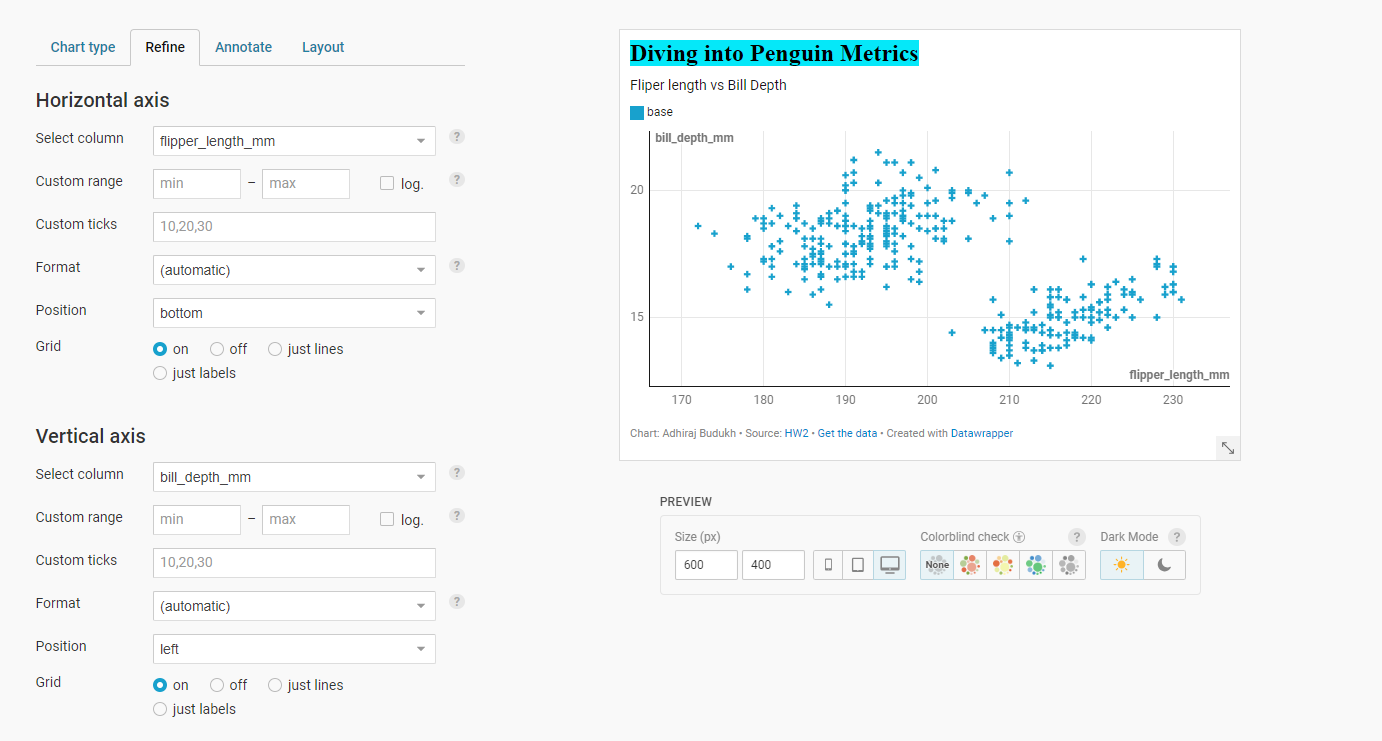 Chart type Refine Annotate Layout
Horizontal axis
Select column flipper_length_mm ?
Custom range min – max log. ?
Custom ticks 10,20,30
Format (automatic) ?
Position bottom
Grid on off just lines
just labels
Vertical axis
Select column bill_depth_mm ?
Custom range min – max log. ?
Custom ticks 10,20,30
Format (automatic) ?
Position left
Grid on off just lines
just labels
Diving into Penguin Metrics
Fliper length vs Bill Depth
base
bill_depth_mm
20
15
flipper_length_mm
170 180 190 200 210 220 230
Chart: Adhiraj Budukh • Source: HW2 • Get the data • Created with Datawrapper
PREVIEW
Size (px) Colorblind check ? Dark Mode ?
600 400 None